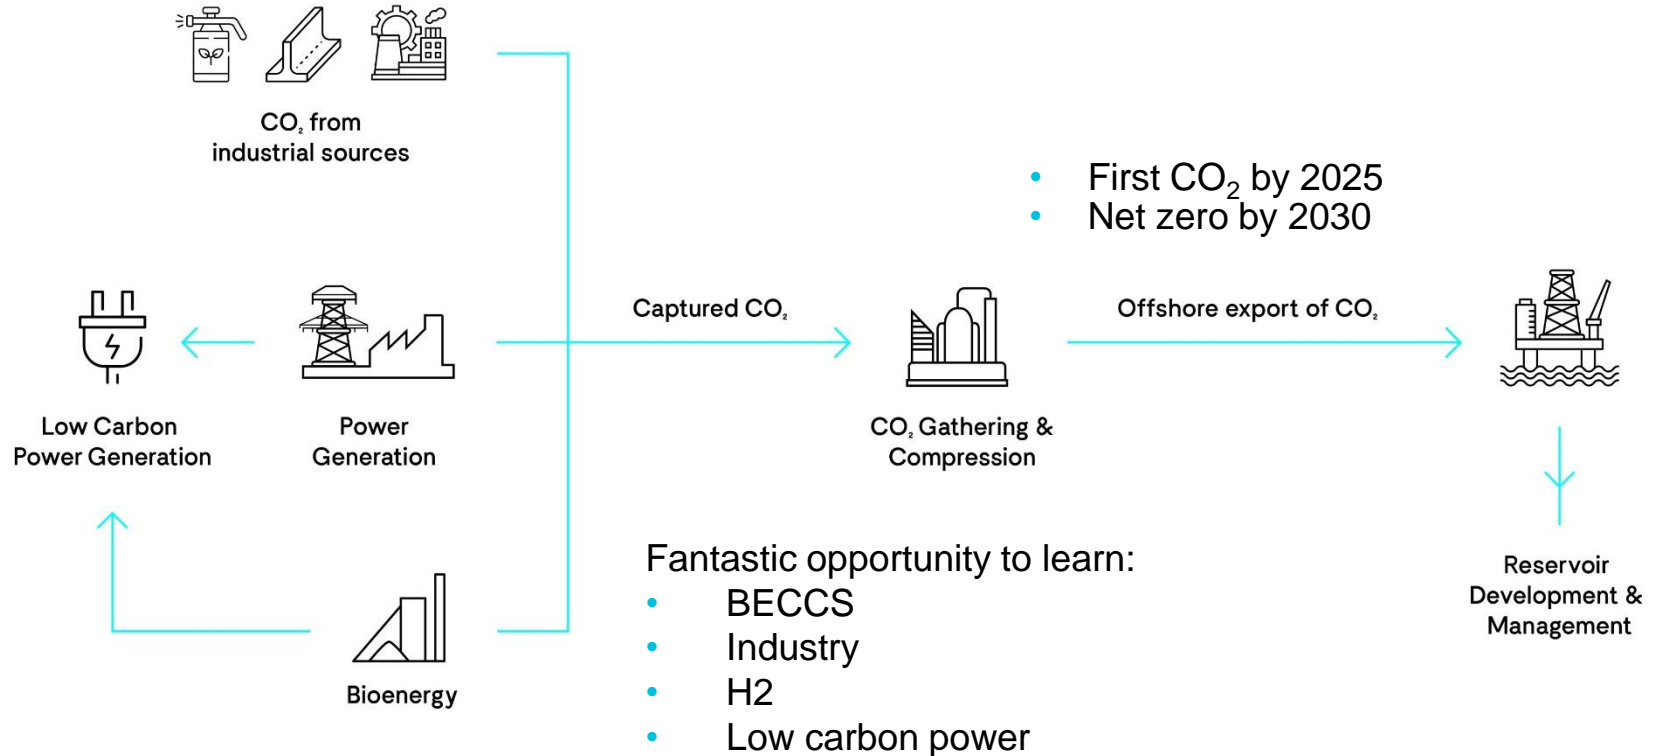 CO₂ from
industrial sources
• First CO₂ by 2025
• Net zero by 2030
Captured CO₂
Offshore export of CO₂
Low Carbon
Power Generation
Power
Generation
CO₂ Gathering &
Compression
Reservoir
Development &
Management
Bioenergy
Fantastic opportunity to learn:
• BECCS
• Industry
• H2
• Low carbon power